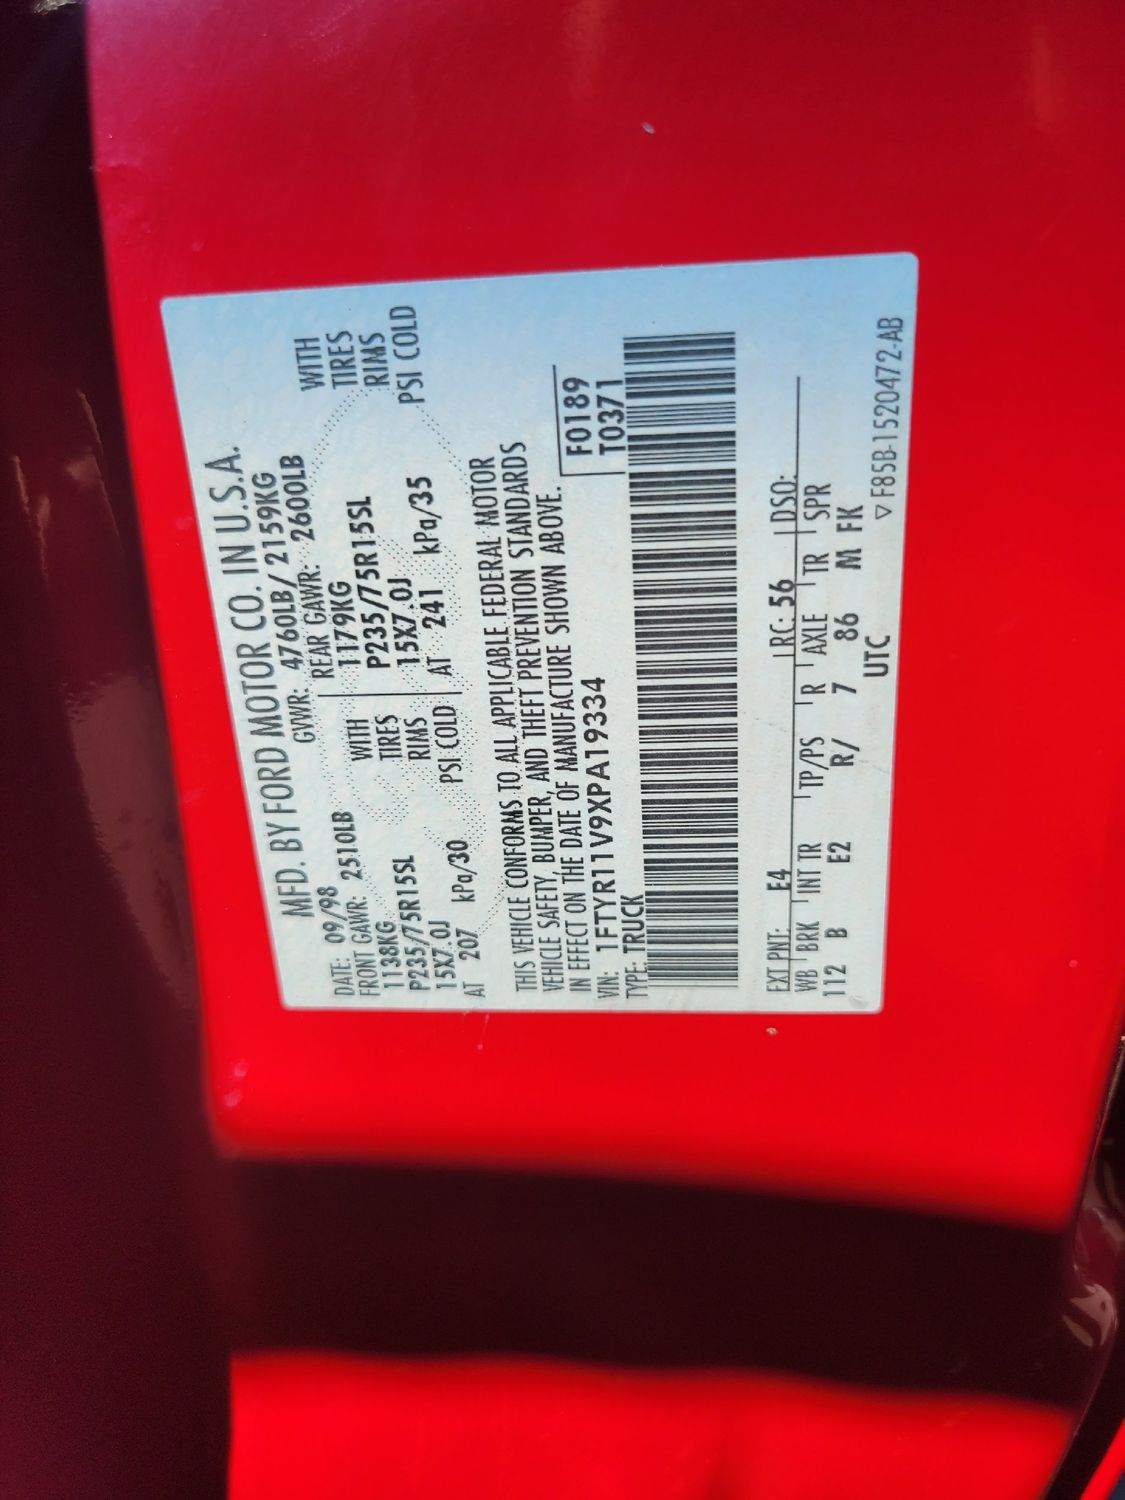 MFD. BY FORD MOTOR CO. IN U.S.A.
DATE: 09/98 GVWR: 4760LB/ 2159KG
FRONT GAWR: 2510LB REAR GAWR: 2600LB
1138KG WITH 1179KG WITH
P235/75R15SL TIRES P235/75R15SL TIRES
15X7.0J RIMS 15X7.0J RIMS
AT 207 kPa/30 PSI COLD AT 241 kPa/35 PSI COLD
THIS VEHICLE CONFORMS TO ALL APPLICABLE FEDERAL MOTOR
VEHICLE SAFETY, BUMPER, AND THEFT PREVENTION STANDARDS
IN EFFECT ON THE DATE OF MANUFACTURE SHOWN ABOVE.
VIN: 1FTYR11V9XPA19334 F0189
TYPE: TRUCK T0371
EXT PNT: E4 RC: 56 DSO:
WB BRK INT TR TP/PS R AXLE TR SPR
112 B E2 R/ 7 86 M FK
UTC ▽ F85B-1520472-AB